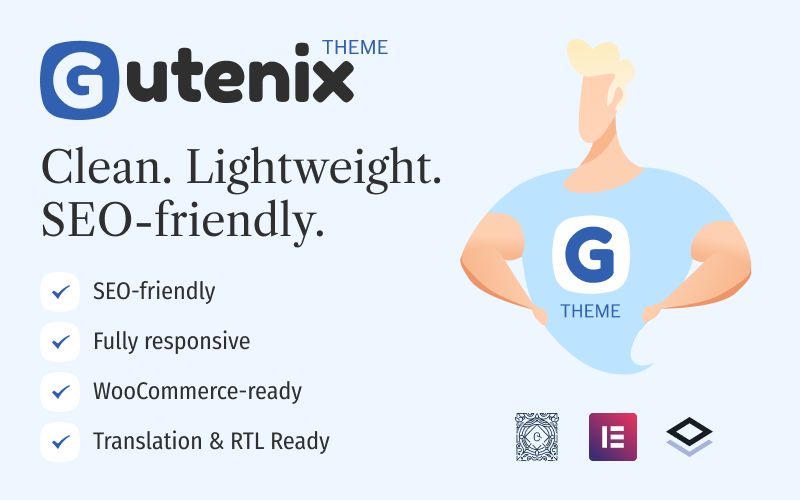 Gutenix
THEME
Clean. Lightweight.
SEO-friendly.
SEO-friendly
Fully responsive
WooCommerce-ready
Translation & RTL Ready
G
THEME